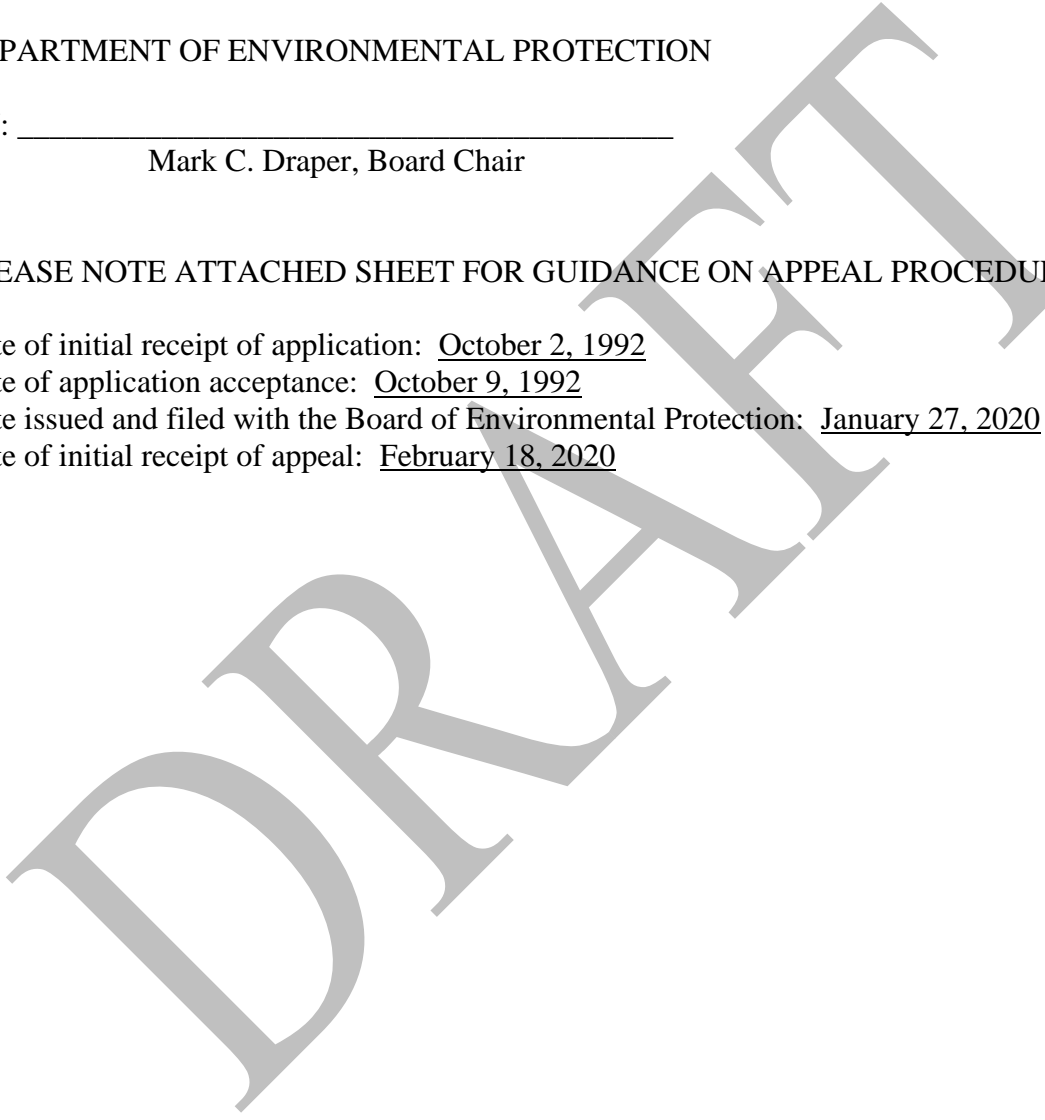 PARTMENT OF ENVIRONMENTAL PROTECTION
: _________________________________________
Mark C. Draper, Board Chair
EASE NOTE ATTACHED SHEET FOR GUIDANCE ON APPEAL PROCEDU
te of initial receipt of application: October 2, 1992
te of application acceptance: October 9, 1992
te issued and filed with the Board of Environmental Protection: January 27, 2020
te of initial receipt of appeal: February 18, 2020
DRAFT